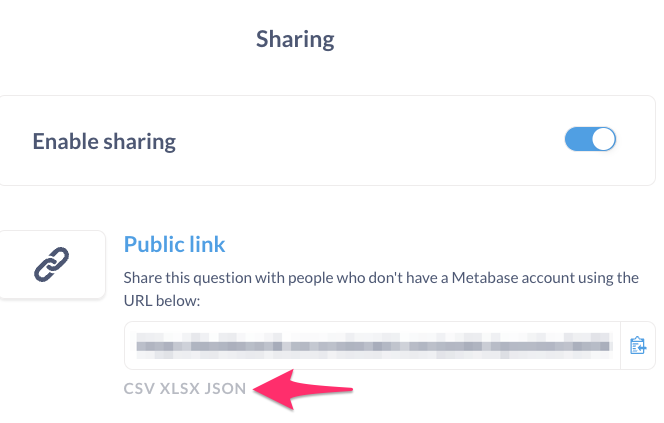 Sharing
Enable sharing
Public link
Share this question with people who don't have a Metabase account using the
URL below:
CSV XLSX JSON